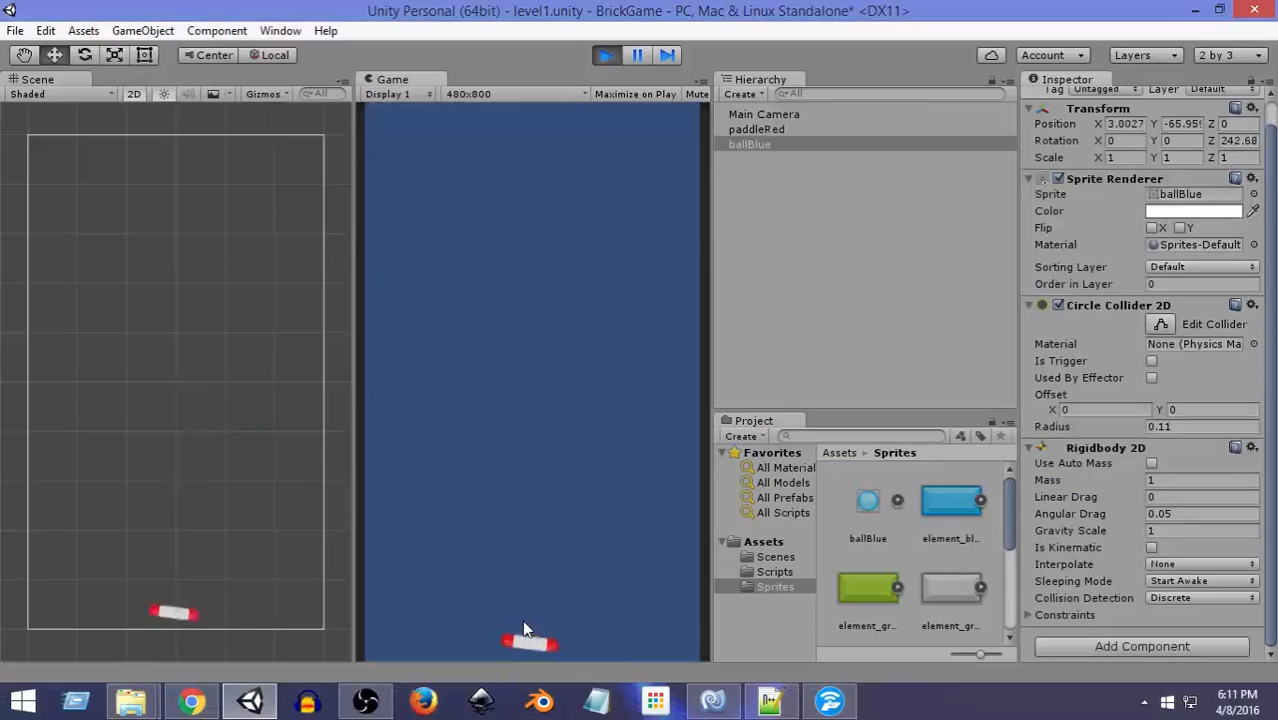 Unity Personal (64bit) - level1.unity - BrickGame - PC, Mac & Linux Standalone* <DX11>
File Edit Assets GameObject Component Window Help
Center Local Account Layers 2 by 3
Scene
Shaded 2D Gizmos All
Game
Display 1 480x800 Maximize on Play Mute
Hierarchy
Create All
Main Camera
paddleRed
ballBlue
Project
Create
Favorites
All Material
All Models
All Prefabs
All Scripts
Assets
Scenes
Scripts
Sprites
Assets Sprites
ballBlue element_bl...
element_gr... element_gr...
Inspector
Tag Untagged Layer Default
Transform
Position X 3.0027 Y -65.959 Z 0
Rotation X 0 Y 0 Z 242.68
Scale X 1 Y 1 Z 1
Sprite Renderer
Sprite ballBlue
Color
Flip X Y
Material Sprites-Default
Sorting Layer Default
Order in Layer 0
Circle Collider 2D
Edit Collider
Material None (Physics Ma
Is Trigger
Used By Effector
Offset
X 0 Y 0
Radius 0.11
Rigidbody 2D
Use Auto Mass
Mass 1
Linear Drag 0
Angular Drag 0.05
Gravity Scale 1
Is Kinematic
Interpolate None
Sleeping Mode Start Awake
Collision Detection Discrete
Constraints
Add Component
6:11 PM
4/8/2016